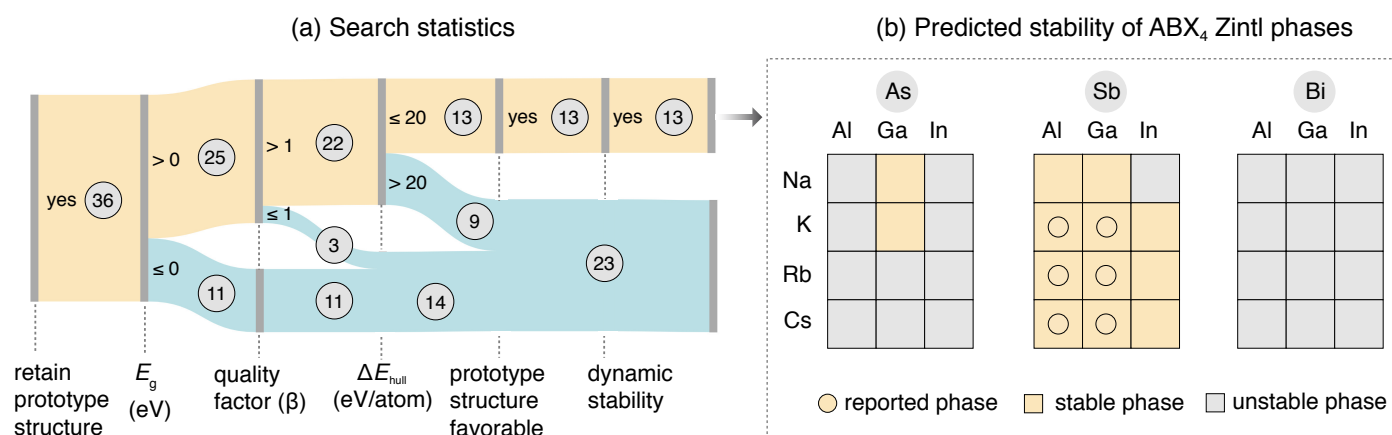 (a) Search statistics
yes 36
> 0
25
≤ 0
11
> 1
22
≤ 1
3
11
≤ 20
13
> 20
9
14
yes
13
yes
13
23
retain
prototype
structure
Eg
(eV)
quality
factor (β)
ΔEhull
(eV/atom)
prototype
structure
favorable
dynamic
stability
(b) Predicted stability of ABX4 Zintl phases
As Sb Bi
Al Ga In Al Ga In Al Ga In
Na
K
Rb
Cs
reported phase stable phase unstable phase